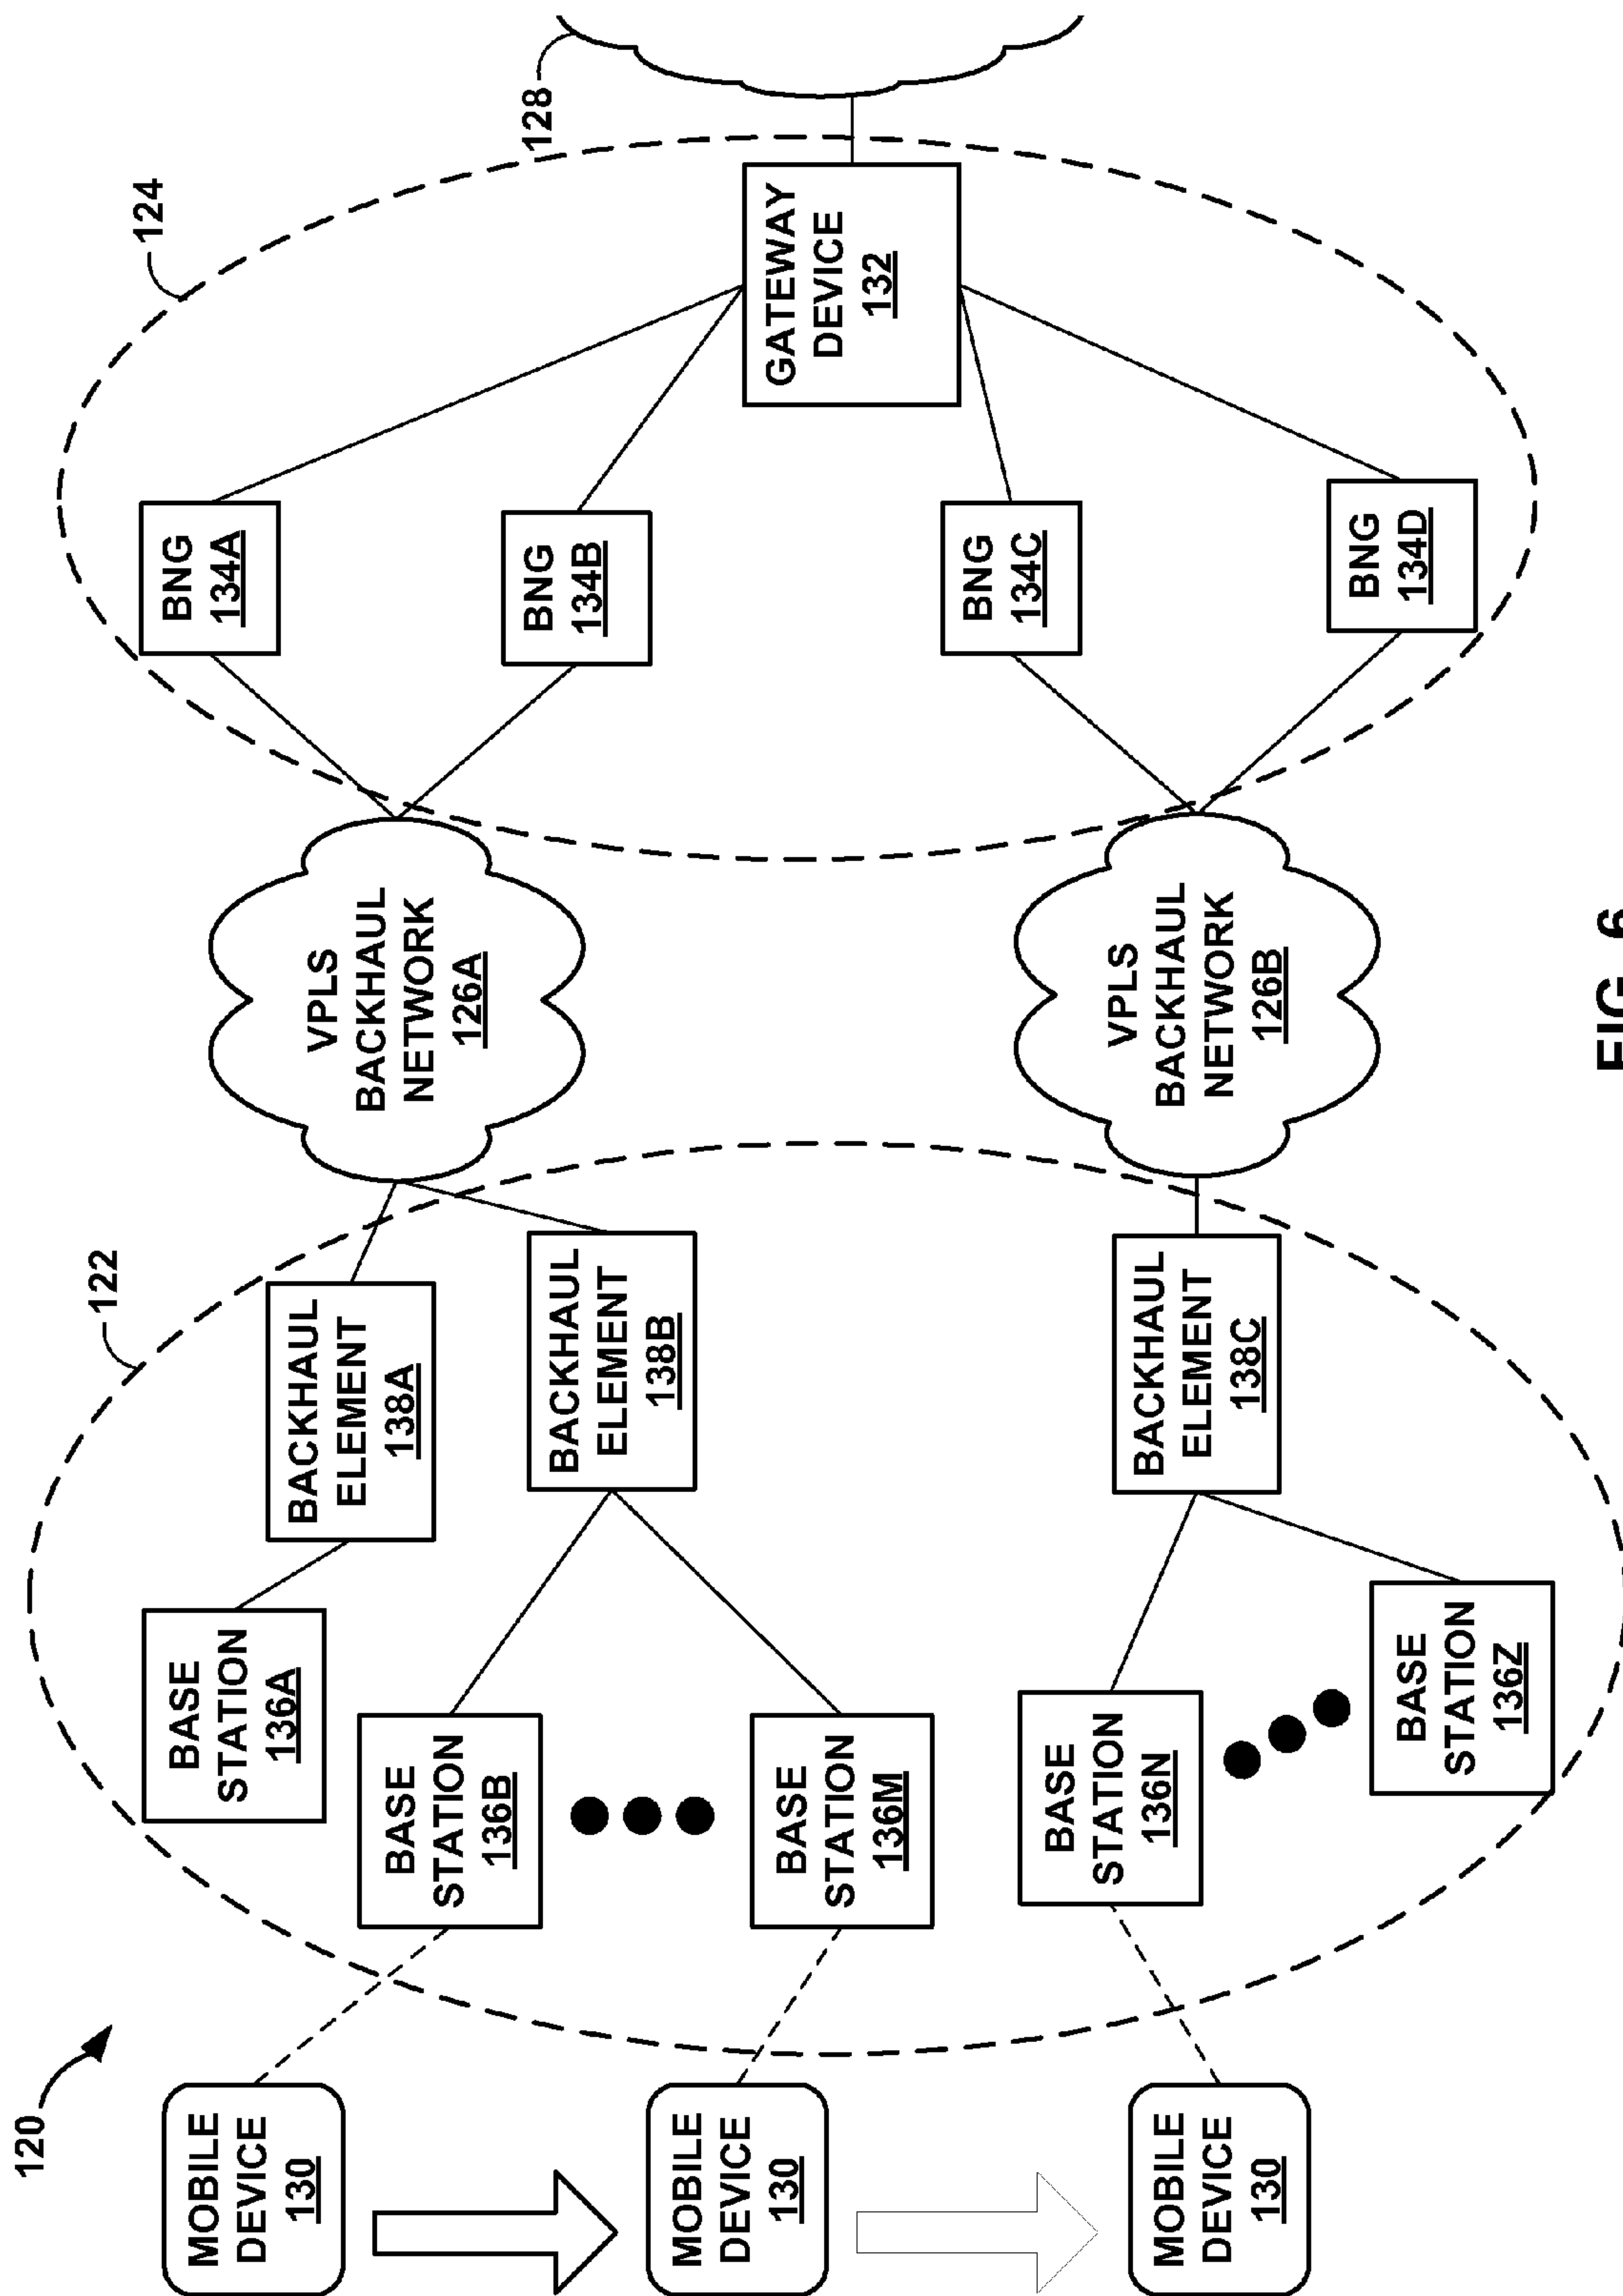 120
122
124
128
MOBILE
DEVICE
130
MOBILE
DEVICE
130
MOBILE
DEVICE
130
BASE
STATION
136A
BASE
STATION
136B
BASE
STATION
136M
BASE
STATION
136N
BASE
STATION
136Z
BACKHAUL
ELEMENT
138A
BACKHAUL
ELEMENT
138B
BACKHAUL
ELEMENT
138C
VPLS
BACKHAUL
NETWORK
126A
VPLS
BACKHAUL
NETWORK
126B
BNG
134A
BNG
134B
BNG
134C
BNG
134D
GATEWAY
DEVICE
132
FIG. 6